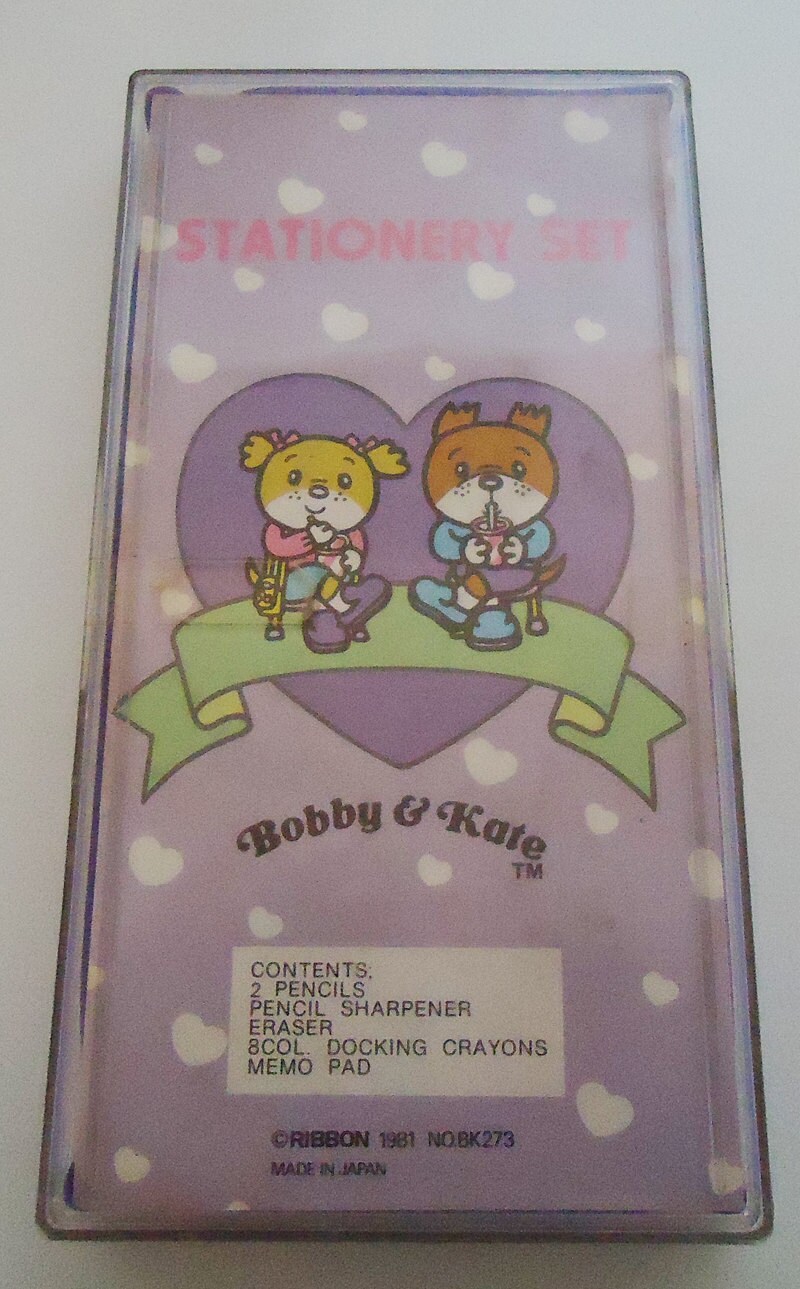 STATIONERY SET
Bobby & Kate
TM
CONTENTS;
2 PENCILS
PENCIL SHARPENER
ERASER
8COL. DOCKING CRAYONS
MEMO PAD
©RIBBON 1981 NO.BK273
MADE IN JAPAN